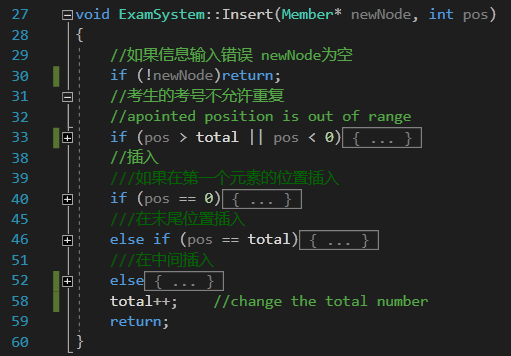 27 void ExamSystem::Insert(Member* newNode, int pos)
28 {
29 //如果信息输入错误 newNode为空
30 if (!newNode)return;
31 //考生的考号不允许重复
32 //apointed position is out of range
33 if (pos > total || pos < 0){ ... }
38 //插入
39 ///如果在第一个元素的位置插入
40 if (pos == 0){ ... }
45 ///在末尾位置插入
46 else if (pos == total){ ... }
51 ///在中间插入
52 else{ ... }
58 total++; //change the total number
59 return;
60 }